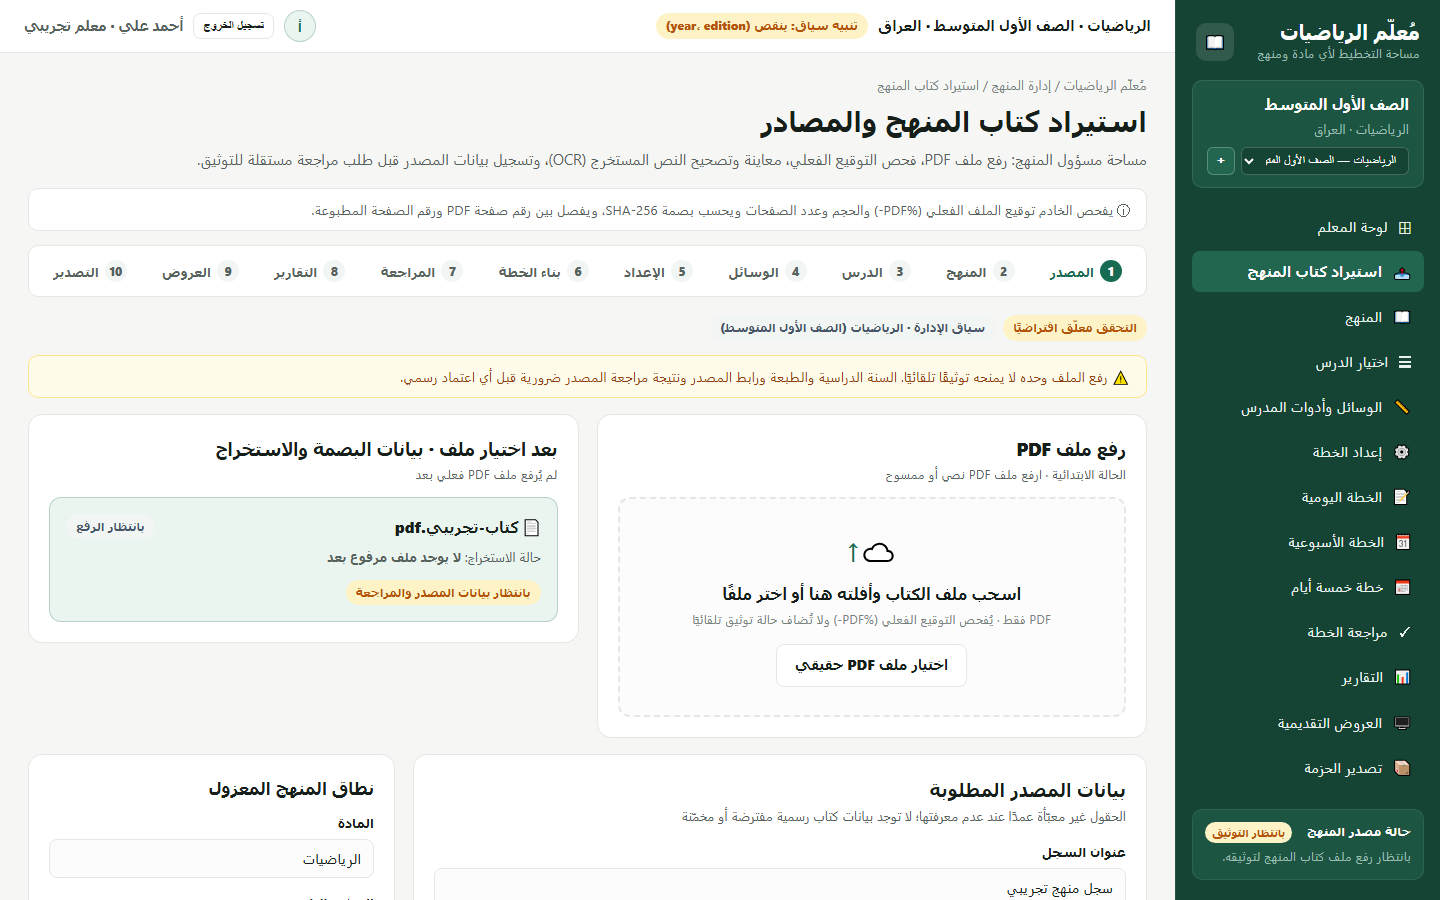 مُعلّم الرياضيات
مساحة التخطيط لأي مادة ومنهج
الصف الأول المتوسط
الرياضيات · العراق
الرياضيات — الصف الأول المتو
+
لوحة المعلم
استيراد كتاب المنهج
المنهج
اختيار الدرس
الوسائل وأدوات المدرس
إعداد الخطة
الخطة اليومية
الخطة الأسبوعية
خطة خمسة أيام
مراجعة الخطة
التقارير
العروض التقديمية
تصدير الحزمة
حالة مصدر المنهج
بانتظار التوثيق
بانتظار رفع ملف كتاب المنهج لتوثيقه.
الرياضيات · الصف الأول المتوسط · العراق
تنبيه سياق: ينقص (year، edition)
أ
تسجيل الخروج
أحمد علي · معلم تجريبي
مُعلّم الرياضيات / إدارة المنهج / استيراد كتاب المنهج
استيراد كتاب المنهج والمصادر
مساحة مسؤول المنهج: رفع ملف PDF، فحص التوقيع الفعلي، معاينة وتصحيح النص المستخرج (OCR)، وتسجيل بيانات المصدر قبل طلب مراجعة مستقلة للتوثيق.
ⓘ يفحص الخادم توقيع الملف الفعلي (%PDF-) والحجم وعدد الصفحات ويحسب بصمة SHA-256، ويفصل بين رقم صفحة PDF ورقم الصفحة المطبوعة.
1 المصدر
2 المنهج
3 الدرس
4 الوسائل
5 الإعداد
6 بناء الخطة
7 المراجعة
8 التقارير
9 العروض
10 التصدير
التحقق معلّق افتراضيًا
سياق الإدارة · الرياضيات (الصف الأول المتوسط)
⚠ رفع الملف وحده لا يمنحه توثيقًا تلقائيًا. السنة الدراسية والطبعة ورابط المصدر ونتيجة مراجعة المصدر ضرورية قبل أي اعتماد رسمي.
رفع ملف PDF
الحالة الابتدائية · ارفع ملف PDF نصي أو ممسوح
↑
اسحب ملف الكتاب وأفلته هنا أو اختر ملفًا
PDF فقط · يُفحص التوقيع الفعلي (%PDF-) ولا تُضاف حالة توثيق تلقائيًا
اختيار ملف PDF حقيقي
بعد اختيار ملف · بيانات البصمة والاستخراج
لم يُرفع ملف PDF فعلي بعد
كتاب-تجريبي.pdf
بانتظار الرفع
حالة الاستخراج: لا يوجد ملف مرفوع بعد
بانتظار بيانات المصدر والمراجعة
بيانات المصدر المطلوبة
الحقول غير معبّأة عمدًا عند عدم معرفتها؛ لا توجد بيانات كتاب رسمية مفترضة أو مخمّنة
عنوان السجل
سجل منهج تجريبي
نطاق المنهج المعزول
المادة
الرياضيات